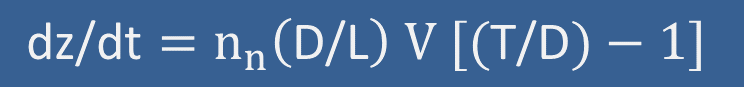 dz/dt = nₙ(D/L) V [(T/D) − 1]